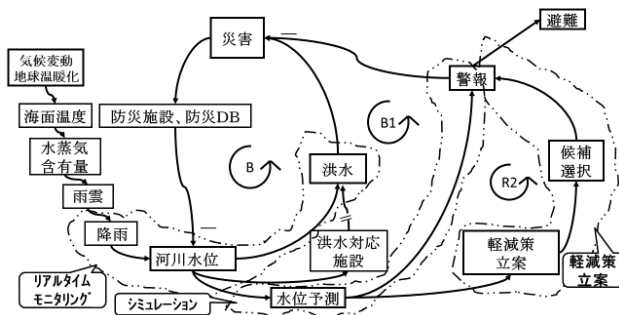 避難
災害
気候変動
地球温暖化
警報
海面温度
防災施設、防災DB
B1
水蒸気
含有量
候補
選択
B
洪水
R2
雨雲
降雨
河川水位
洪水対応
施設
軽減策
立案
リアルタイム
モニタリング
シミュレーション
水位予測
軽減策
立案